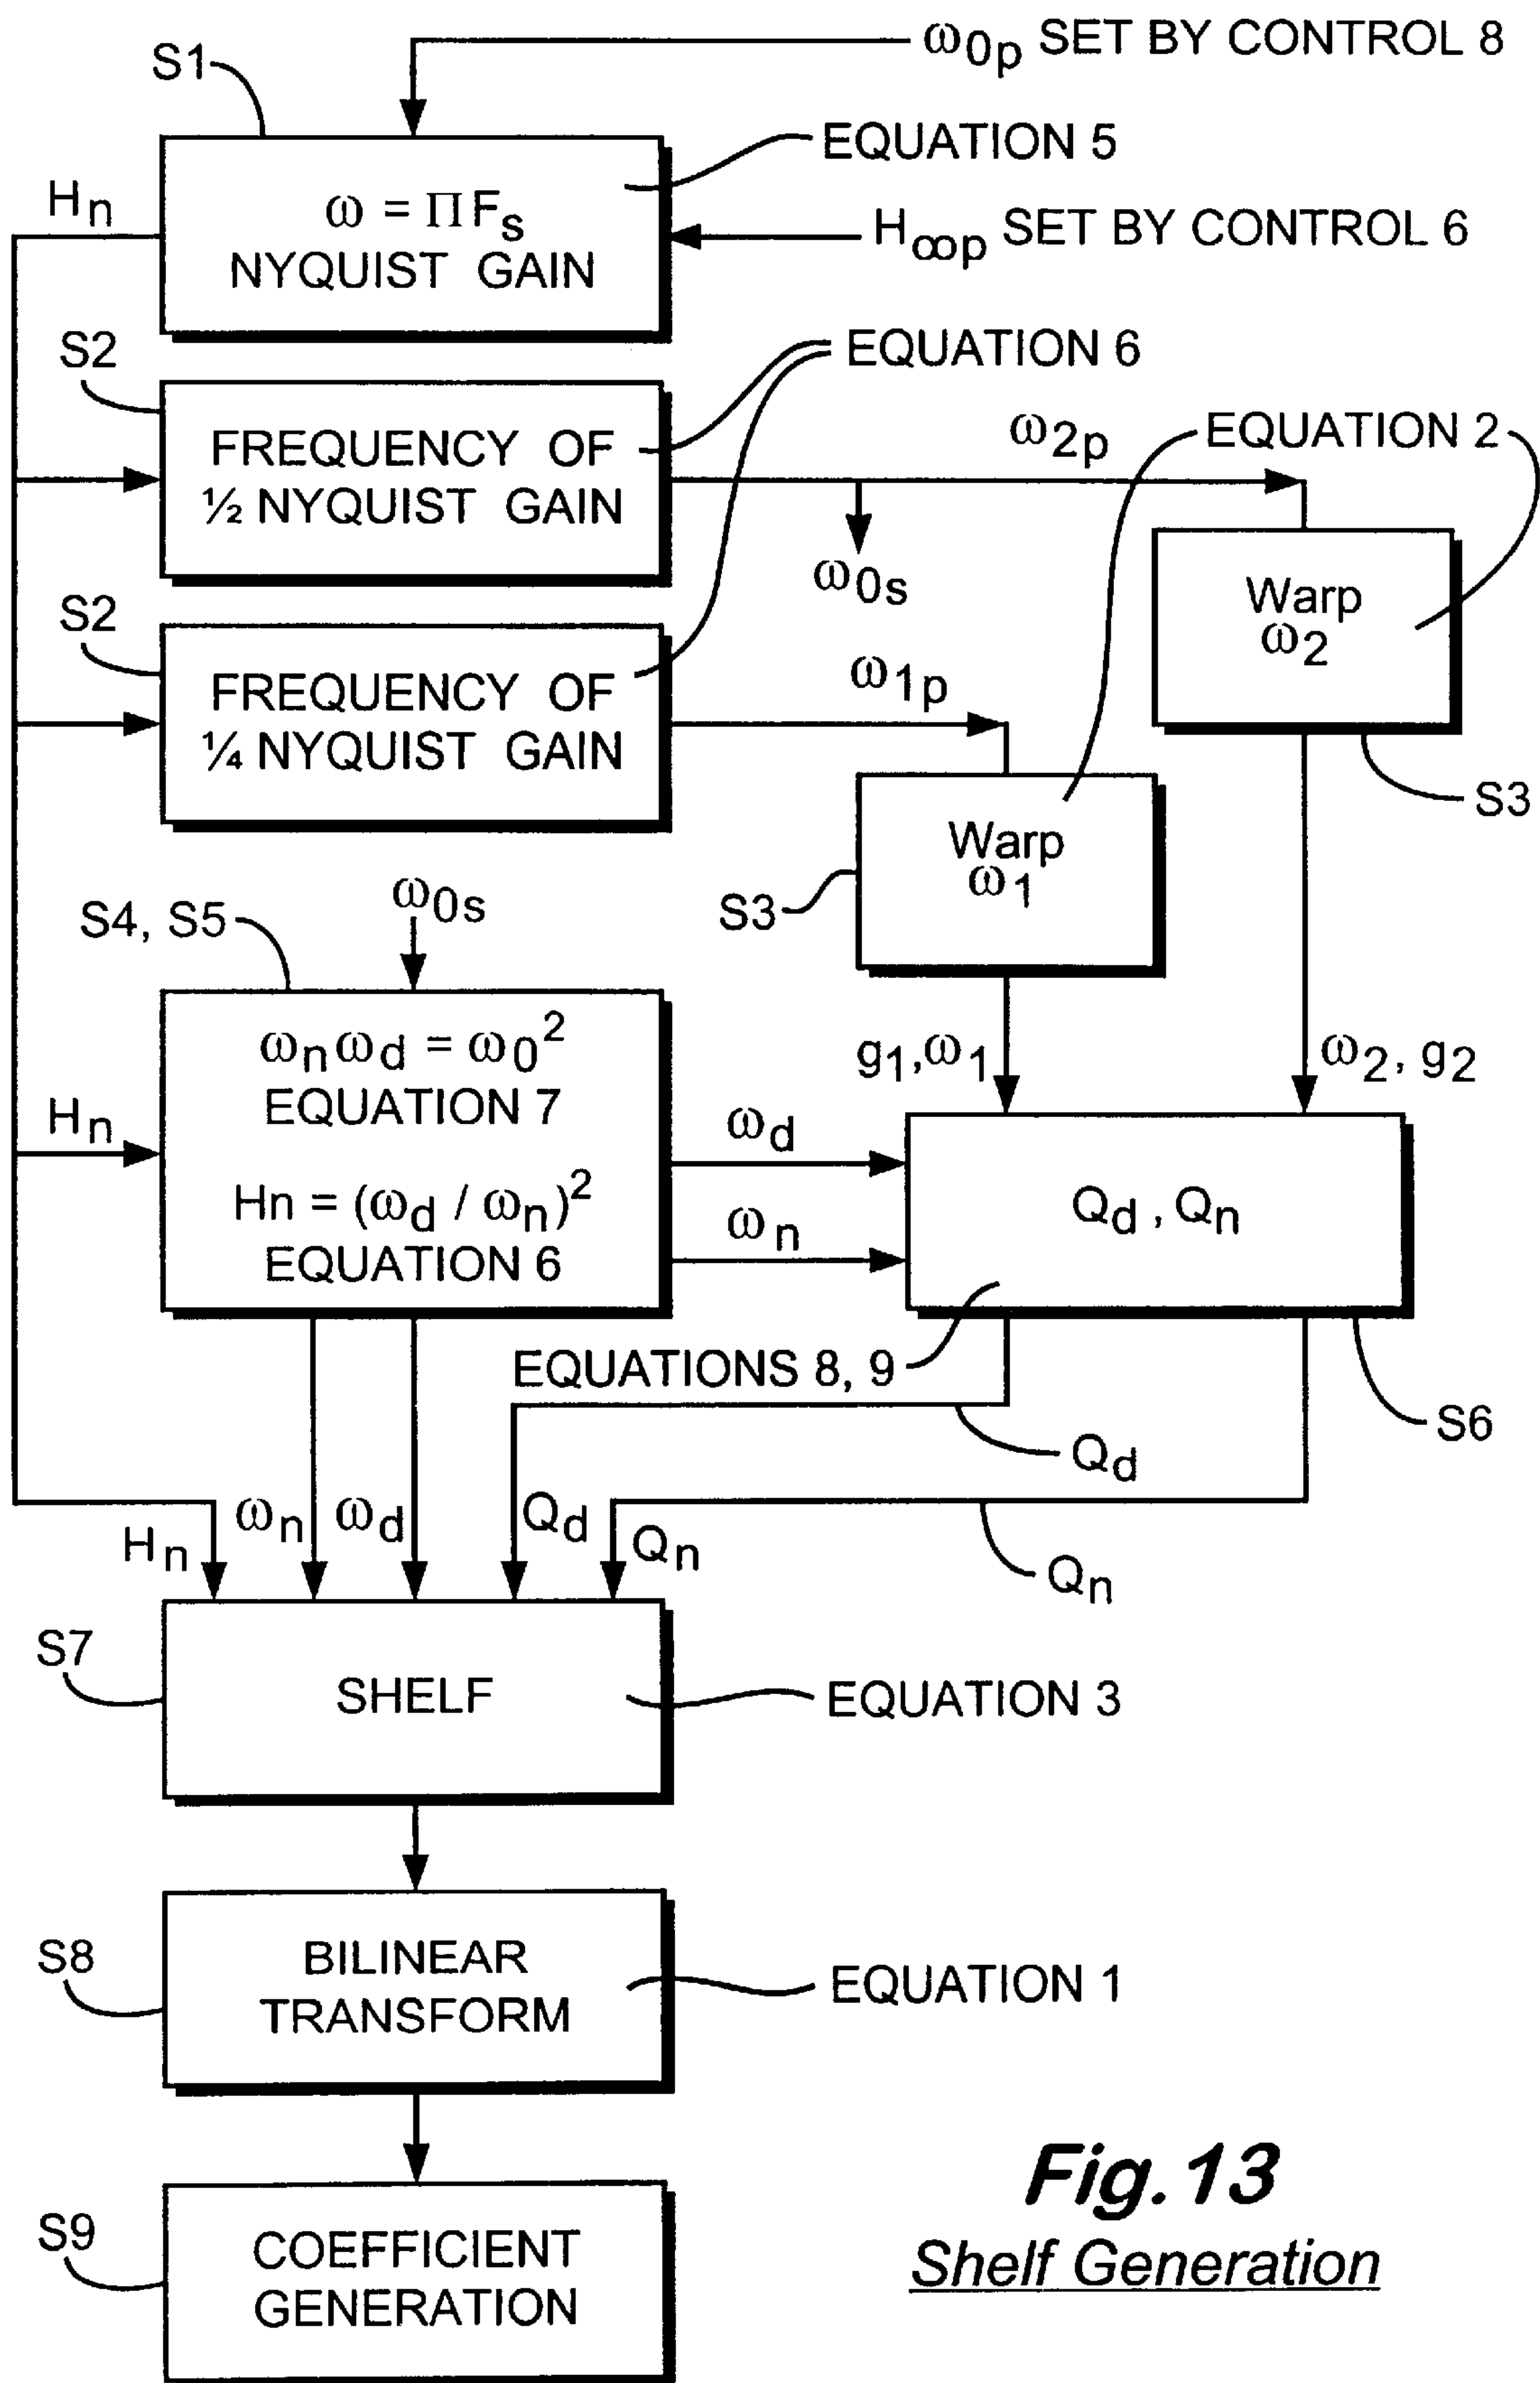 ω0p SET BY CONTROL 8
S1
EQUATION 5
Hn
ω = ΠFs
NYQUIST GAIN
H∞p SET BY CONTROL 6
S2
EQUATION 6
FREQUENCY OF
½ NYQUIST GAIN
ω2p
EQUATION 2
ω0s
Warp
ω2
S3
S2
FREQUENCY OF
¼ NYQUIST GAIN
ω1p
Warp
ω1
S3
S4, S5
ω0s
g1,ω1
ω2, g2
Hn
ωnωd = ω0²
EQUATION 7
Hn = (ωd / ωn)²
EQUATION 6
ωd
ωn
Qd , Qn
EQUATIONS 8, 9
S6
Qd
Qn
Hn
ωn
ωd
Qd
Qn
S7
SHELF
EQUATION 3
S8
BILINEAR
TRANSFORM
EQUATION 1
S9
COEFFICIENT
GENERATION
Fig.13
Shelf Generation